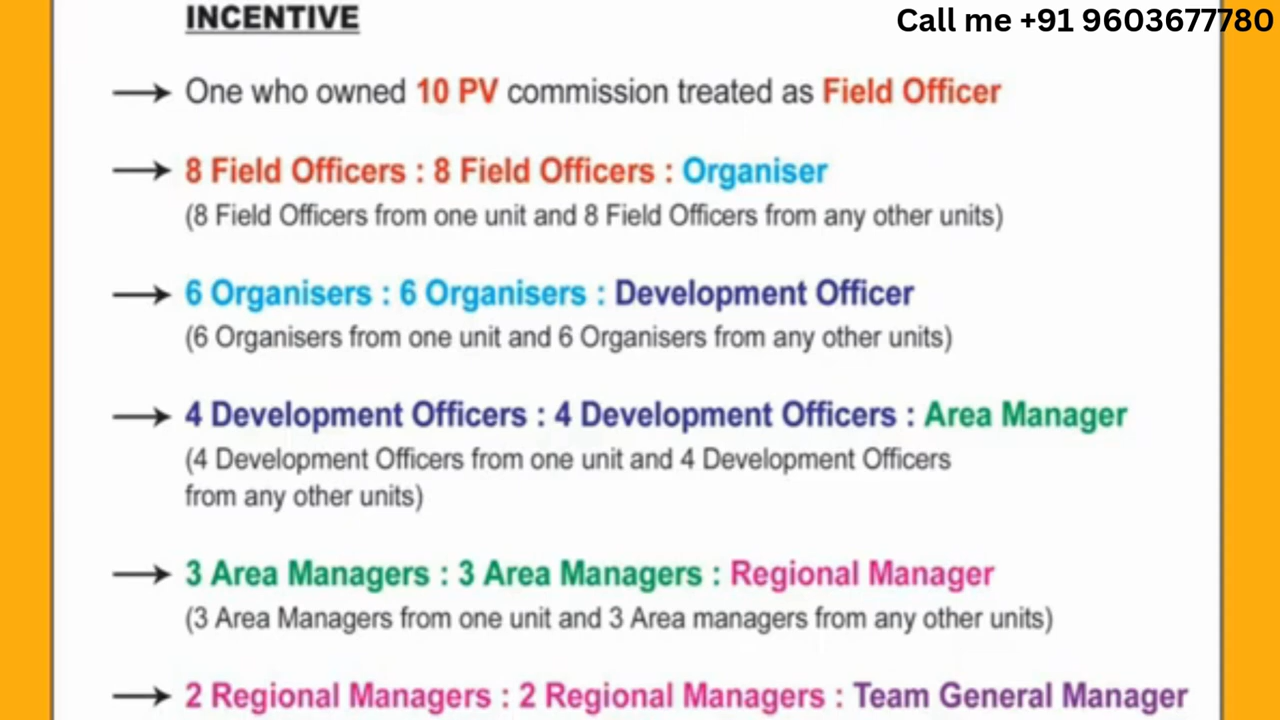 INCENTIVE
Call me +91 9603677780
One who owned 10 PV commission treated as Field Officer
8 Field Officers : 8 Field Officers : Organiser
(8 Field Officers from one unit and 8 Field Officers from any other units)
6 Organisers : 6 Organisers : Development Officer
(6 Organisers from one unit and 6 Organisers from any other units)
4 Development Officers : 4 Development Officers : Area Manager
(4 Development Officers from one unit and 4 Development Officers
from any other units)
3 Area Managers : 3 Area Managers : Regional Manager
(3 Area Managers from one unit and 3 Area managers from any other units)
2 Regional Managers : 2 Regional Managers : Team General Manager